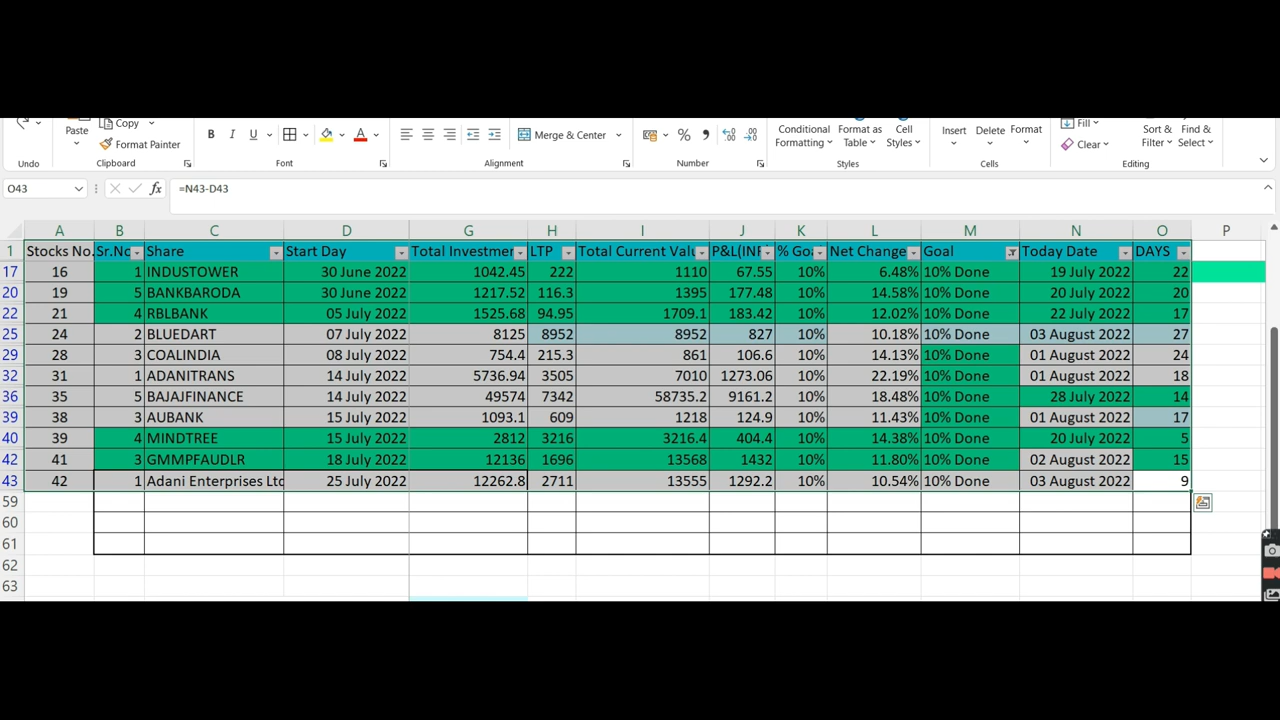 Paste Copy Format Painter B I U A Merge & Center % , Conditional Formatting Format as Table Cell Styles Insert Delete Format Fill Clear Sort & Filter Find & Select
Undo Clipboard Font Alignment Number Styles Cells Editing
O43 fx =N43-D43
A B C D G H I J K L M N O P
1 Stocks No. Sr.No Share Start Day Total Investmen LTP Total Current Valu P&L(INR % Goa Net Change Goal Today Date DAYS
17 16 1 INDUSTOWER 30 June 2022 1042.45 222 1110 67.55 10% 6.48% 10% Done 19 July 2022 22
20 19 5 BANKBARODA 30 June 2022 1217.52 116.3 1395 177.48 10% 14.58% 10% Done 20 July 2022 20
22 21 4 RBLBANK 05 July 2022 1525.68 94.95 1709.1 183.42 10% 12.02% 10% Done 22 July 2022 17
25 24 2 BLUEDART 07 July 2022 8125 8952 8952 827 10% 10.18% 10% Done 03 August 2022 27
29 28 3 COALINDIA 08 July 2022 754.4 215.3 861 106.6 10% 14.13% 10% Done 01 August 2022 24
32 31 1 ADANITRANS 14 July 2022 5736.94 3505 7010 1273.06 10% 22.19% 10% Done 01 August 2022 18
36 35 5 BAJAJFINANCE 14 July 2022 49574 7342 58735.2 9161.2 10% 18.48% 10% Done 28 July 2022 14
39 38 3 AUBANK 15 July 2022 1093.1 609 1218 124.9 10% 11.43% 10% Done 01 August 2022 17
40 39 4 MINDTREE 15 July 2022 2812 3216 3216.4 404.4 10% 14.38% 10% Done 20 July 2022 5
42 41 3 GMMPFAUDLR 18 July 2022 12136 1696 13568 1432 10% 11.80% 10% Done 02 August 2022 15
43 42 1 Adani Enterprises Ltd 25 July 2022 12262.8 2711 13555 1292.2 10% 10.54% 10% Done 03 August 2022 9
59
60
61
62
63